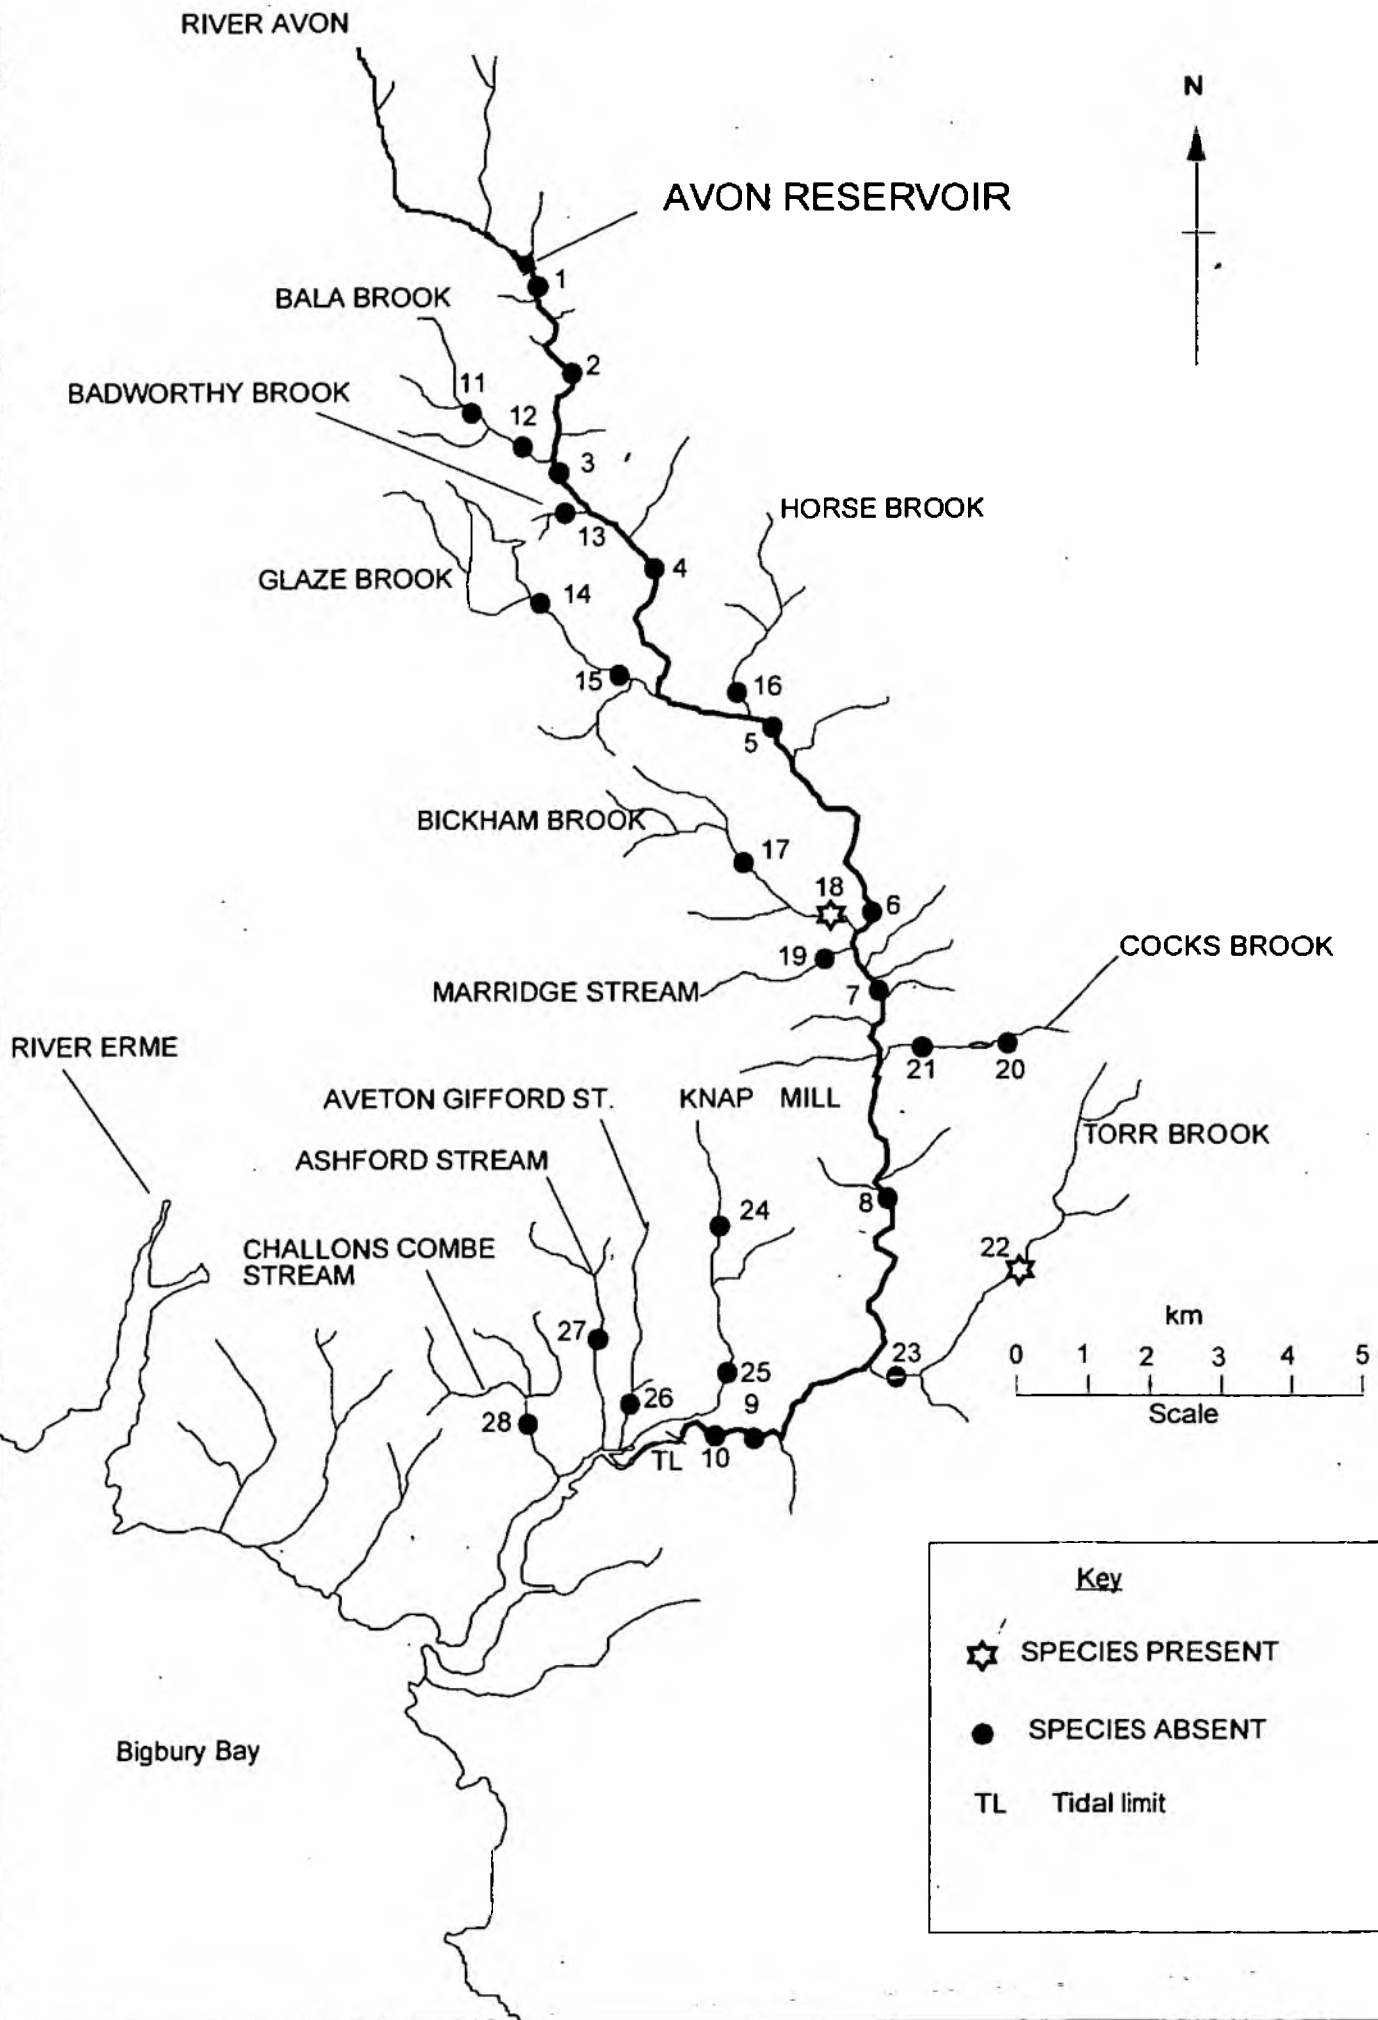 RIVER AVON
N
AVON RESERVOIR
1
BALA BROOK
2
BADWORTHY BROOK
11
12
3
HORSE BROOK
13
4
GLAZE BROOK
14
15
16
5
BICKHAM BROOK
17
18
6
COCKS BROOK
19
MARRIDGE STREAM
7
RIVER ERME
21
20
AVETON GIFFORD ST.
KNAP MILL
TORR BROOK
ASHFORD STREAM
8
24
CHALLONS COMBE
STREAM
22
km
27
23
0 1 2 3 4 5
25
26
9
Scale
28
TL
10
Key
SPECIES PRESENT
SPECIES ABSENT
Bigbury Bay
TL Tidal limit